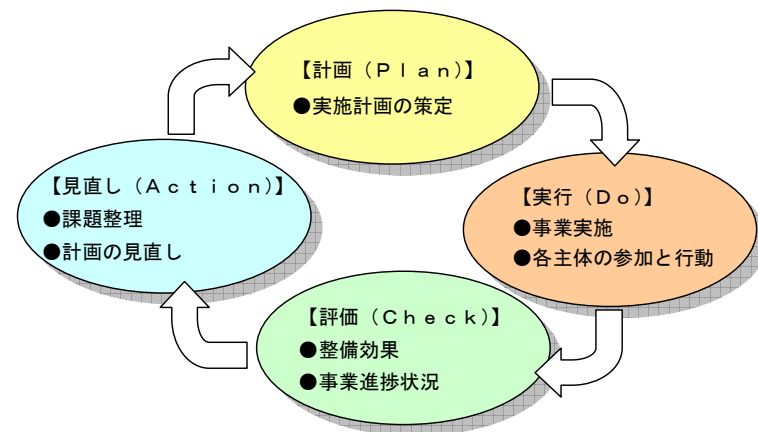 【計画（Ｐｌａｎ）】
●実施計画の策定
【実行（Ｄｏ）】
●事業実施
●各主体の参加と行動
【評価（Ｃｈｅｃｋ）】
●整備効果
●事業進捗状況
【見直し（Ａｃｔｉｏｎ）】
●課題整理
●計画の見直し